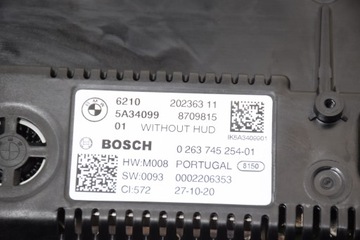 6210 202363 11
5A34099 8709815
01 WITHOUT HUD
BOSCH 0 263 745 254-01
HW:M008 PORTUGAL 8150
SW:0093 0002206353
CI:572 27-10-20